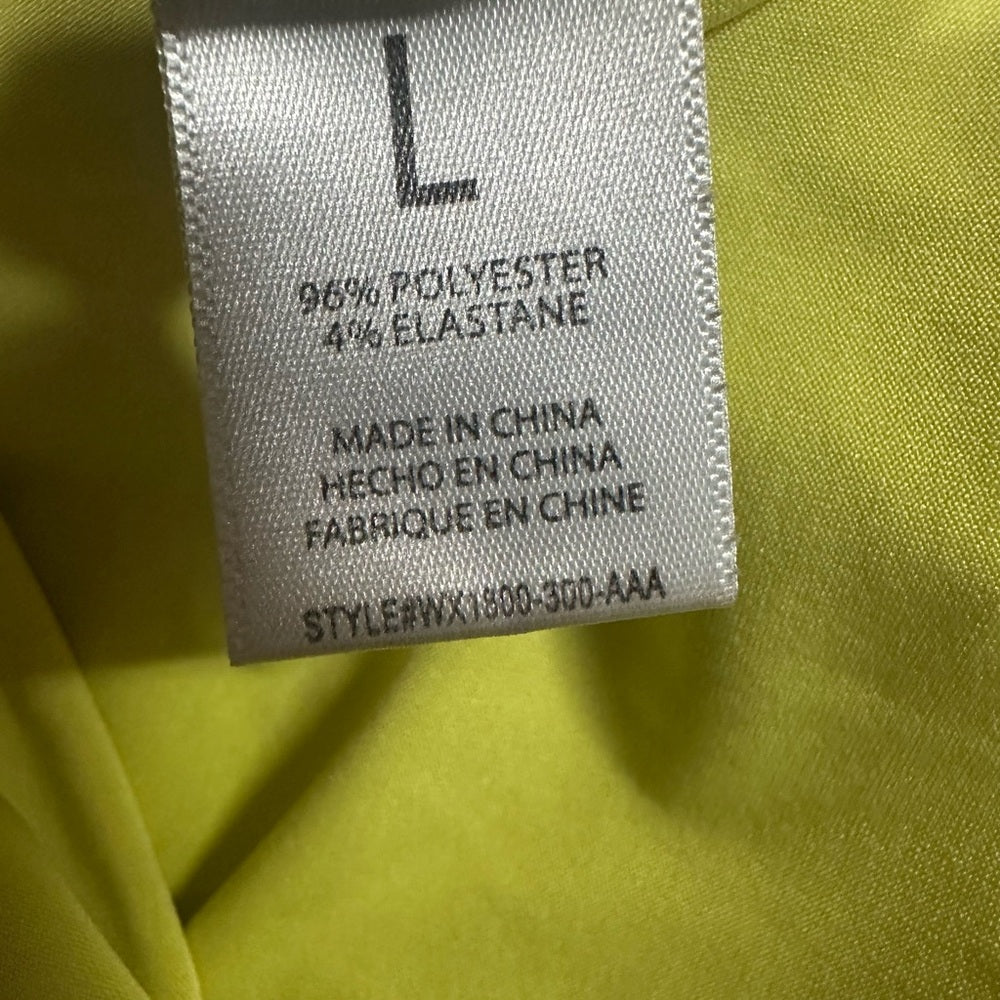 L
96% POLYESTER
4% ELASTANE
MADE IN CHINA
HECHO EN CHINA
FABRIQUE EN CHINE
STYLE#WX1800-300-AAA